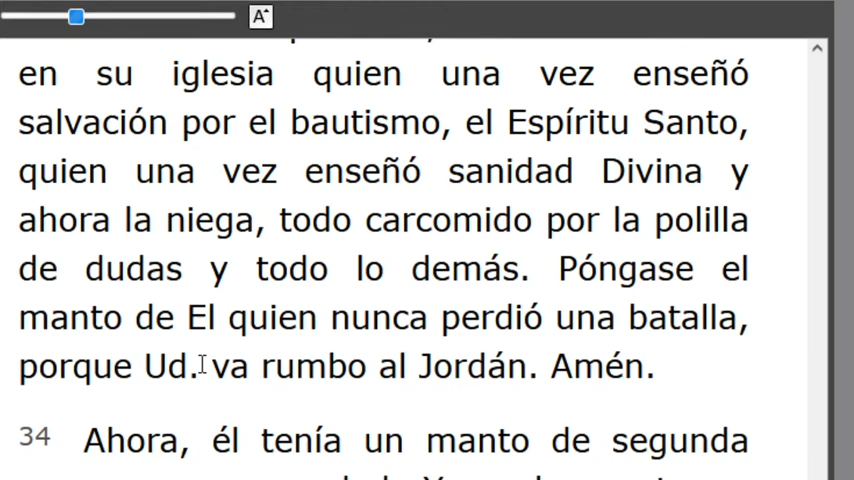 A
en su iglesia quien una vez enseñó
salvación por el bautismo, el Espíritu Santo,
quien una vez enseñó sanidad Divina y
ahora la niega, todo carcomido por la polilla
de dudas y todo lo demás. Póngase el
manto de El quien nunca perdió una batalla,
porque Ud. va rumbo al Jordán. Amén.
34 Ahora, él tenía un manto de segunda